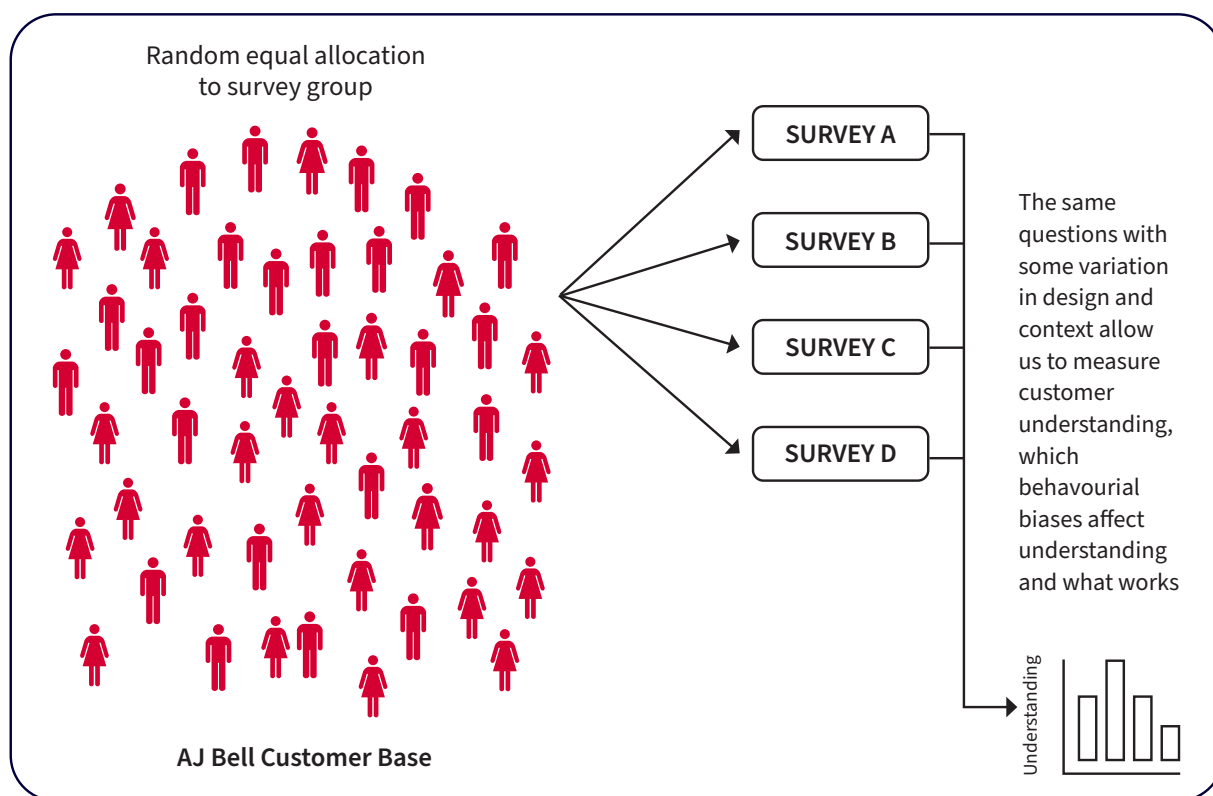 Random equal allocation
to survey group
SURVEY A
SURVEY B
SURVEY C
SURVEY D
The same
questions with
some variation
in design and
context allow
us to measure
customer
understanding,
which
behavourial
biases affect
understanding
and what works
Understanding
AJ Bell Customer Base